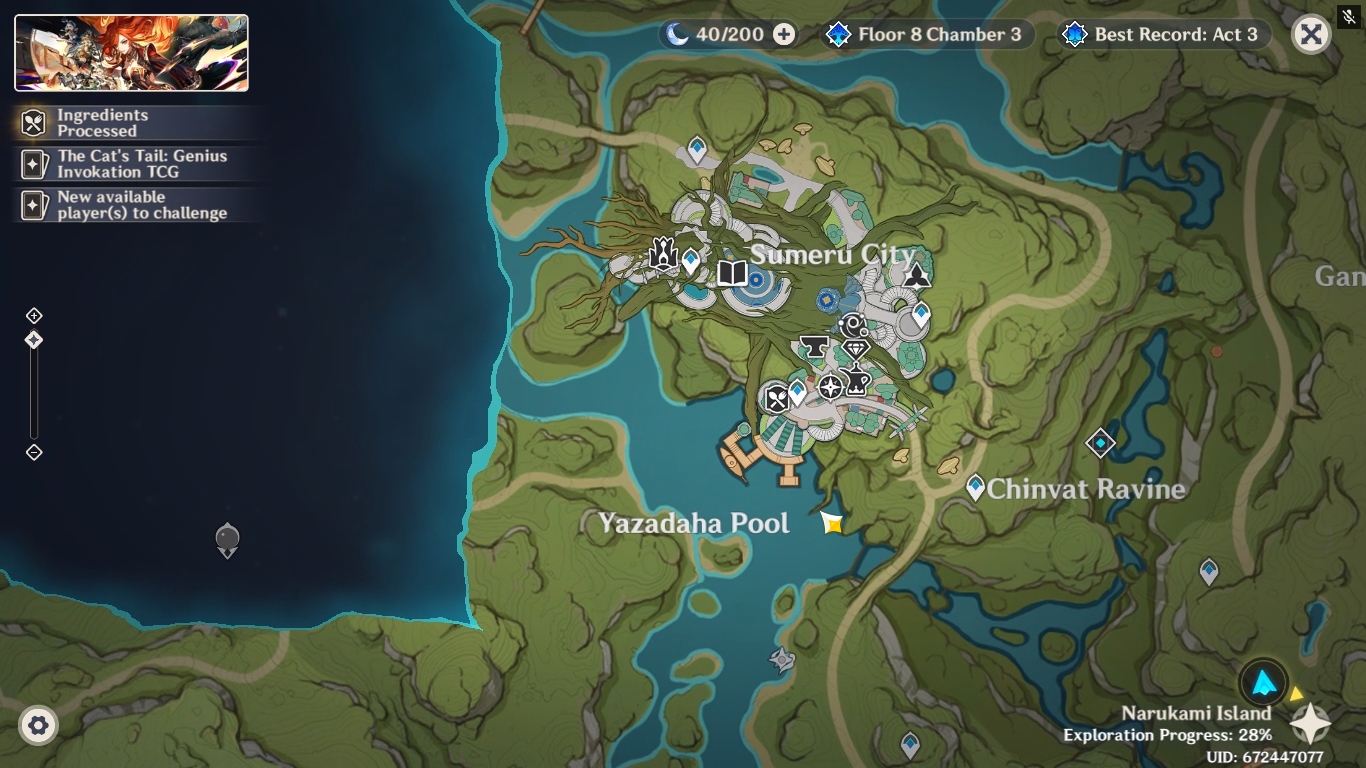 40/200
Floor 8 Chamber 3
Best Record: Act 3
Ingredients
Processed
The Cat's Tail: Genius
Invokation TCG
New available
player(s) to challenge
Sumeru City
Gan
Chinvat Ravine
Yazadaha Pool
Narukami Island
Exploration Progress: 28%
UID: 672447077